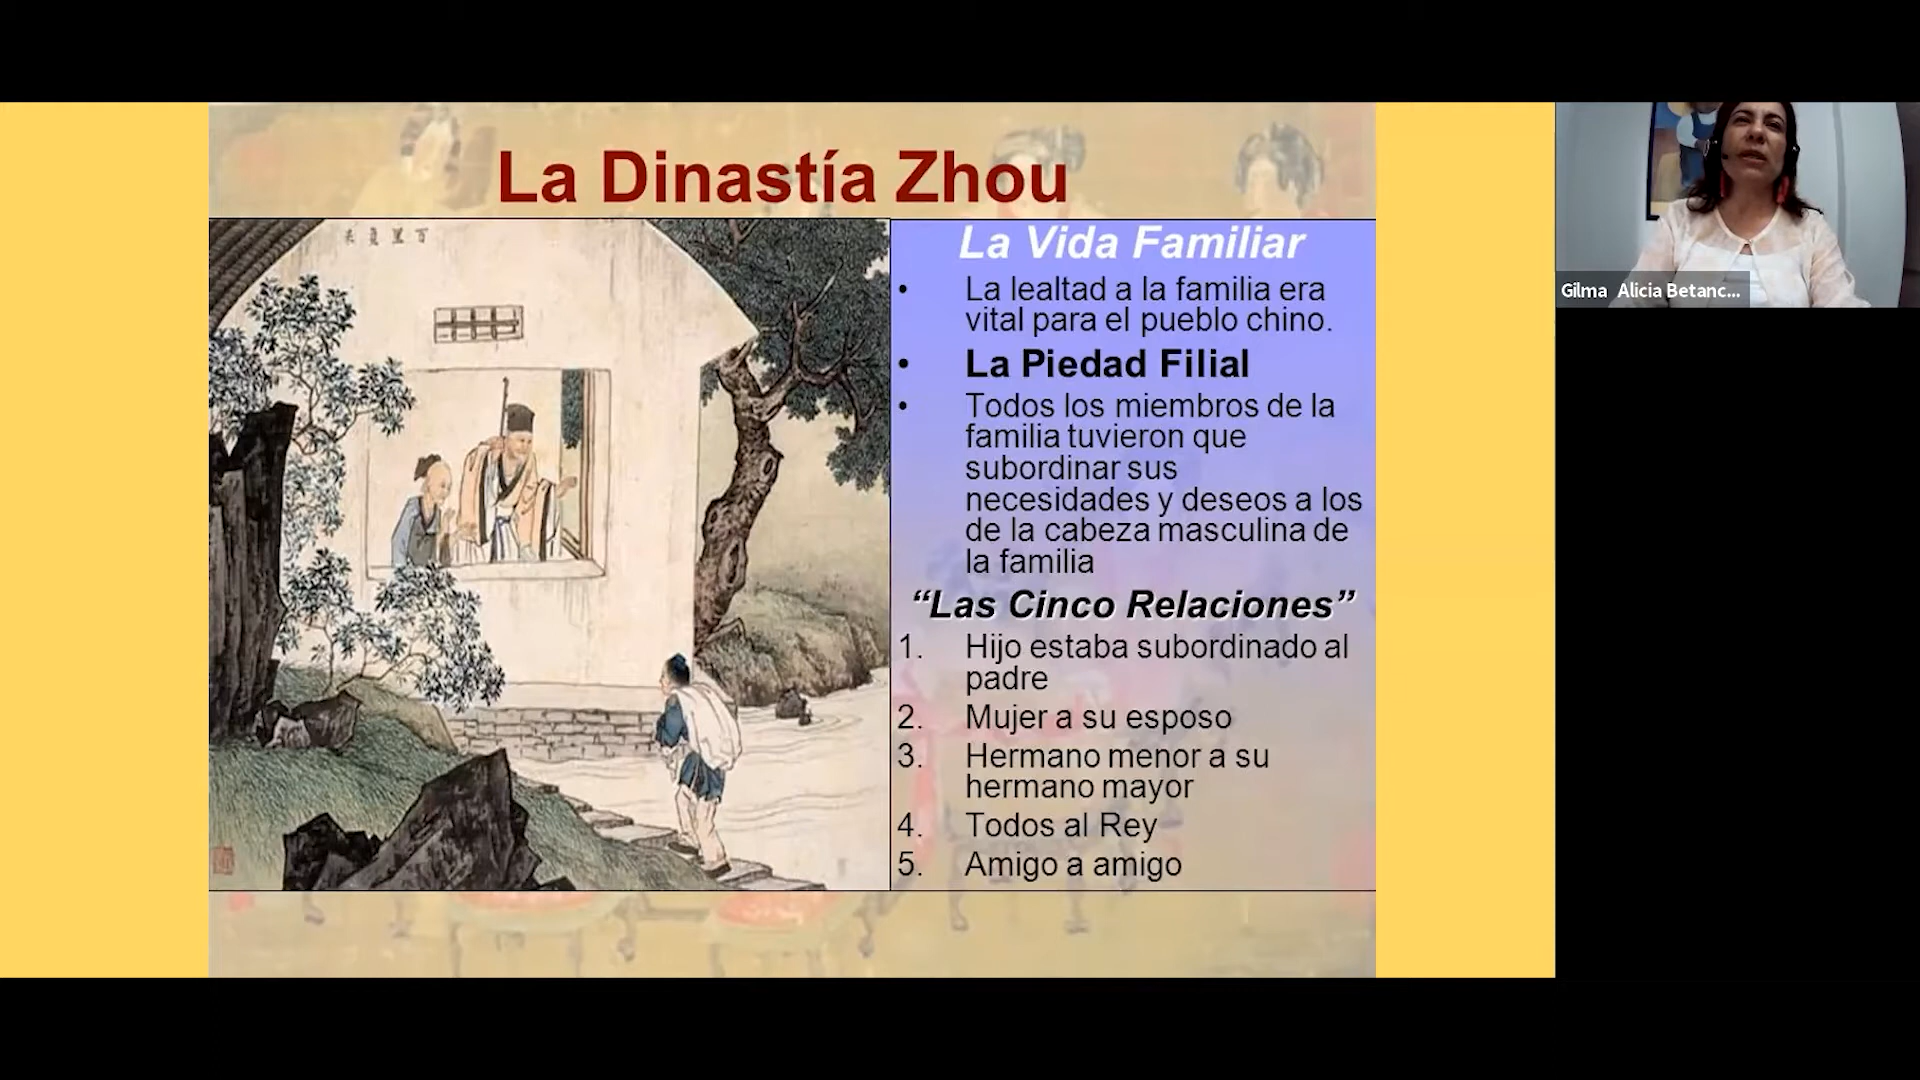 La Dinastía Zhou
La Vida Familiar
• La lealtad a la familia era
vital para el pueblo chino.
• La Piedad Filial
• Todos los miembros de la
familia tuvieron que
subordinar sus
necesidades y deseos a los
de la cabeza masculina de
la familia
“Las Cinco Relaciones”
1. Hijo estaba subordinado al
padre
2. Mujer a su esposo
3. Hermano menor a su
hermano mayor
4. Todos al Rey
5. Amigo a amigo
Gilma Alicia Betanc...